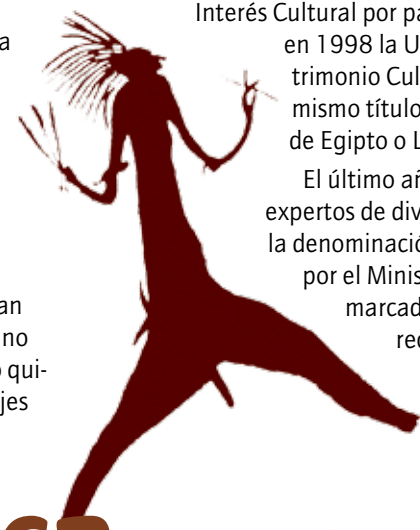 Interés Cultural por pa
en 1998 la U
trimonio Cul
mismo título
de Egipto o L
El último añ
expertos de div
la denominació
por el Minis
marcad
rec
a
an
no
qui-
jes